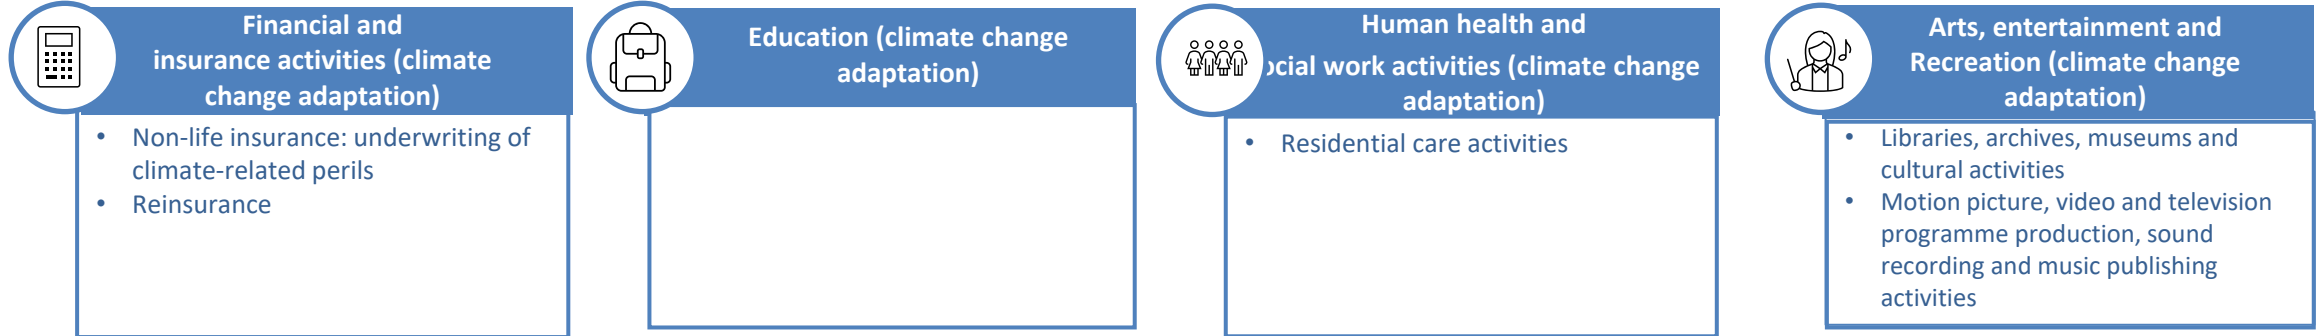 Financial and
insurance activities (climate
change adaptation)
• Non-life insurance: underwriting of
climate-related perils
• Reinsurance
Education (climate change
adaptation)
Human health and
ocial work activities (climate change
adaptation)
• Residential care activities
Arts, entertainment and
Recreation (climate change
adaptation)
• Libraries, archives, museums and
cultural activities
• Motion picture, video and television
programme production, sound
recording and music publishing
activities